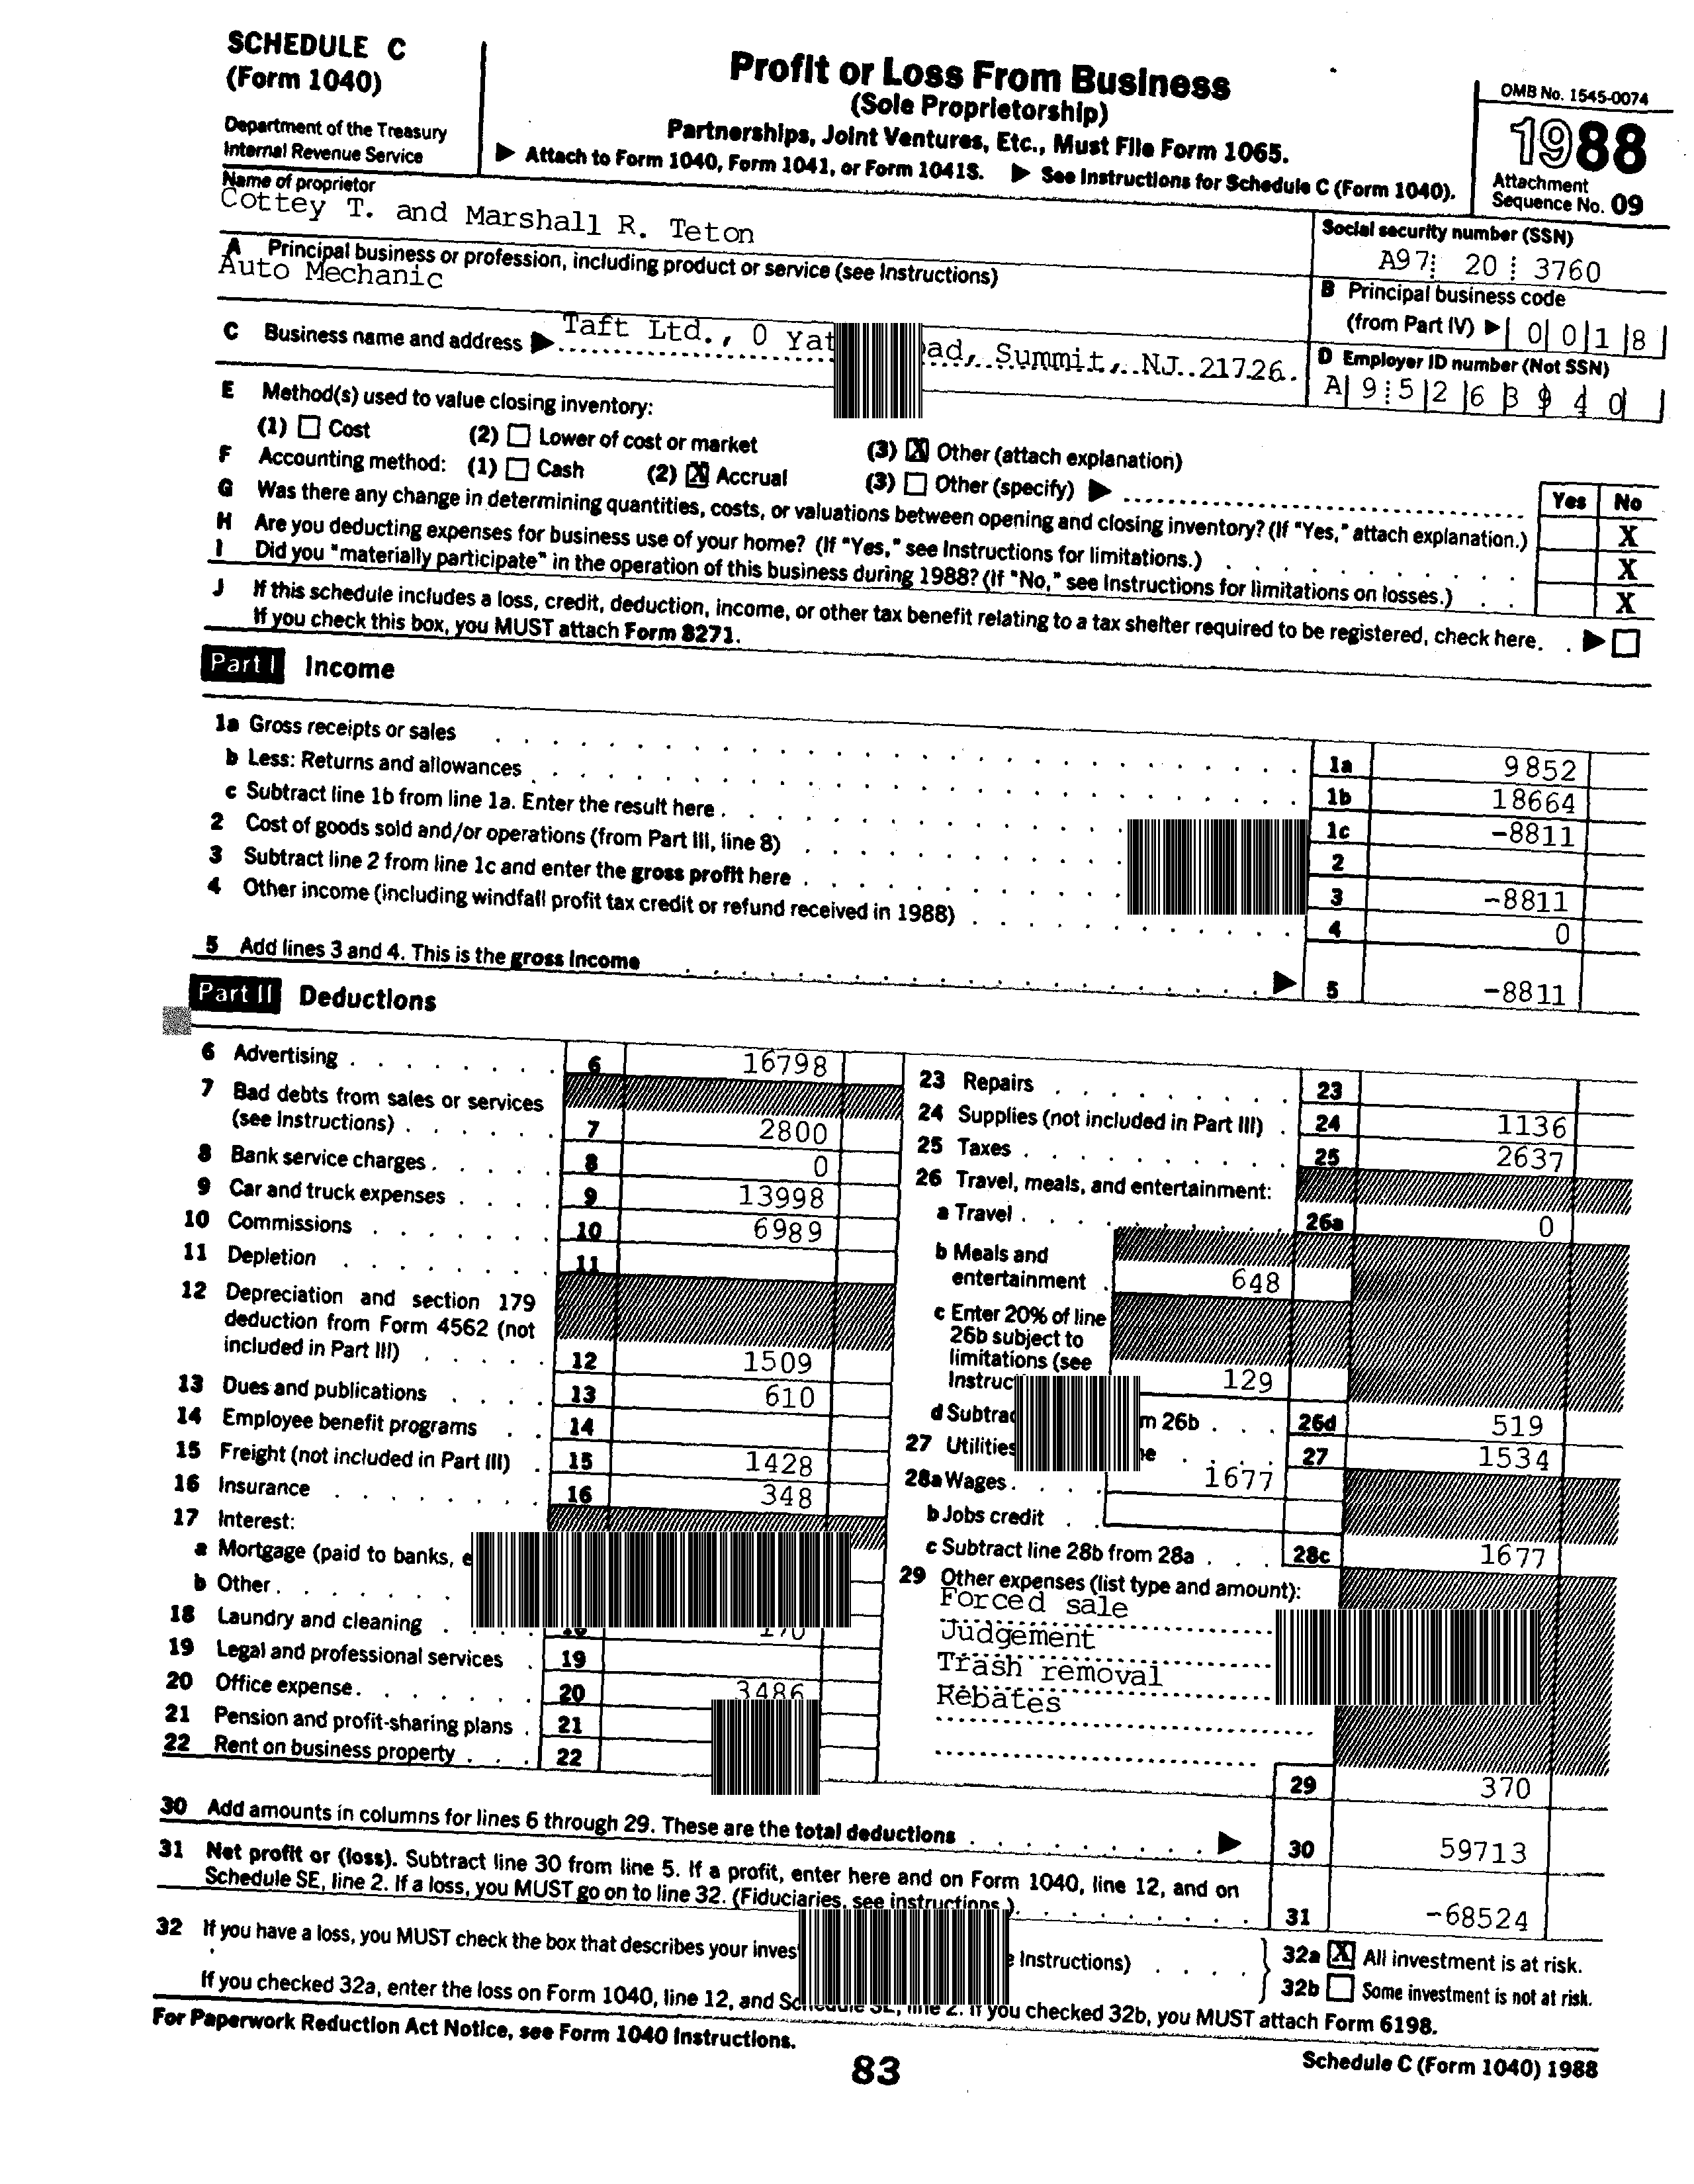 SCHEDULE C
(Form 1040)
Department of the Treasury
Internal Revenue Service
Profit or Loss From Business
(Sole Proprietorship)
Partnerships, Joint Ventures, Etc., Must File Form 1065.
▶ Attach to Form 1040, Form 1041, or Form 1041S. ▶ See Instructions for Schedule C (Form 1040).
OMB No. 1545-0074
1988
Attachment
Sequence No. 09
Name of proprietor
Cottey T. and Marshall R. Teton
Social security number (SSN)
A97 20 3760
A Principal business or profession, including product or service (see Instructions)
Auto Mechanic
B Principal business code
(from Part IV) ▶ 0 0 1 8
C Business name and address ▶ Taft Ltd., 0 Summit, NJ 21726
D Employer ID number (Not SSN)
A 9 5 2 6 3 9 4 0
E Method(s) used to value closing inventory:
(1) Cost (2) Lower of cost or market (3) X Other (attach explanation)
F Accounting method: (1) Cash (2) X Accrual (3) Other (specify) ▶
Yes No
G Was there any change in determining quantities, costs, or valuations between opening and closing inventory? (If "Yes," attach explanation.) X
H Are you deducting expenses for business use of your home? (If "Yes," see Instructions for limitations.) X
I Did you "materially participate" in the operation of this business during 1988? (If "No," see Instructions for limitations on losses.) X
J If this schedule includes a loss, credit, deduction, income, or other tax benefit relating to a tax shelter required to be registered, check here. ▶
If you check this box, you MUST attach Form 8271.
Part I Income
1a Gross receipts or sales 1a 9852
b Less: Returns and allowances 1b 18664
c Subtract line 1b from line 1a. Enter the result here 1c -8811
2 Cost of goods sold and/or operations (from Part III, line 8) 2
3 Subtract line 2 from line 1c and enter the gross profit here 3 -8811
4 Other income (including windfall profit tax credit or refund received in 1988) 4 0
5 Add lines 3 and 4. This is the gross income ▶ 5 -8811
Part II Deductions
6 Advertising 6 16798
7 Bad debts from sales or services
(see Instructions) 7 2800
8 Bank service charges 8 0
9 Car and truck expenses 9 13998
10 Commissions 10 6989
11 Depletion 11
12 Depreciation and section 179
deduction from Form 4562 (not
included in Part III) 12 1509
13 Dues and publications 13 610
14 Employee benefit programs 14
15 Freight (not included in Part III) 15 1428
16 Insurance 16 348
17 Interest:
a Mortgage (paid to banks,
b Other
18 Laundry and cleaning
19 Legal and professional services 19
20 Office expense 20 3486
21 Pension and profit-sharing plans 21
22 Rent on business property 22
23 Repairs 23
24 Supplies (not included in Part III) 24 1136
25 Taxes 25 2637
26 Travel, meals, and entertainment:
a Travel 26a 0
b Meals and
entertainment 648
c Enter 20% of line
26b subject to
limitations (see
129
d 26b 26d 519
27 Utilities 27 1534
28a Wages 1677
b Jobs credit
c Subtract line 28b from 28a 28c 1677
29 Other expenses (list type and amount):
Forced sale
Judgement
Trash removal
Rebates
29 370
30 Add amounts in columns for lines 6 through 29. These are the total deductions ▶ 30 59713
31 Net profit or (loss). Subtract line 30 from line 5. If a profit, enter here and on Form 1040, line 12, and on
Schedule SE, line 2. If a loss, you MUST go on to line 32. (Fiduciaries, see instructions.) 31 -68524
32 If you have a loss, you MUST check the box that describes your Instructions)
32a X All investment is at risk.
32b Some investment is not at risk.
If you checked 32a, enter the loss on Form 1040, line 12, and Schedule SE, line 2. If you checked 32b, you MUST attach Form 6198.
For Paperwork Reduction Act Notice, see Form 1040 Instructions.
83
Schedule C (Form 1040) 1988